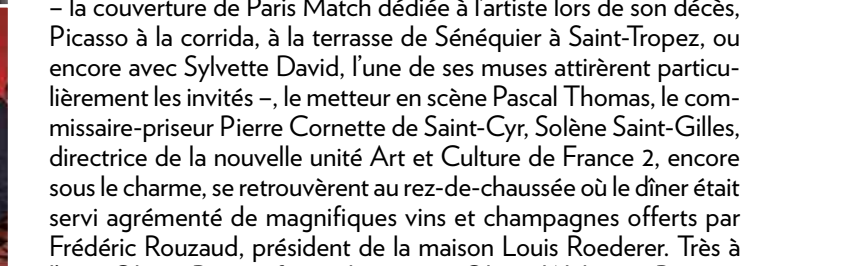 – la couverture de Paris Match dédiée à l'artiste lors de son décès,
Picasso à la corrida, à la terrasse de Sénéquier à Saint-Tropez, ou
encore avec Sylvette David, l'une de ses muses attirèrent particu-
lièrement les invités –, le metteur en scène Pascal Thomas, le com-
missaire-priseur Pierre Cornette de Saint-Cyr, Solène Saint-Gilles,
directrice de la nouvelle unité Art et Culture de France 2, encore
sous le charme, se retrouvèrent au rez-de-chaussée où le dîner était
servi agrémenté de magnifiques vins et champagnes offerts par
Frédéric Rouzaud, président de la maison Louis Roederer. Très à